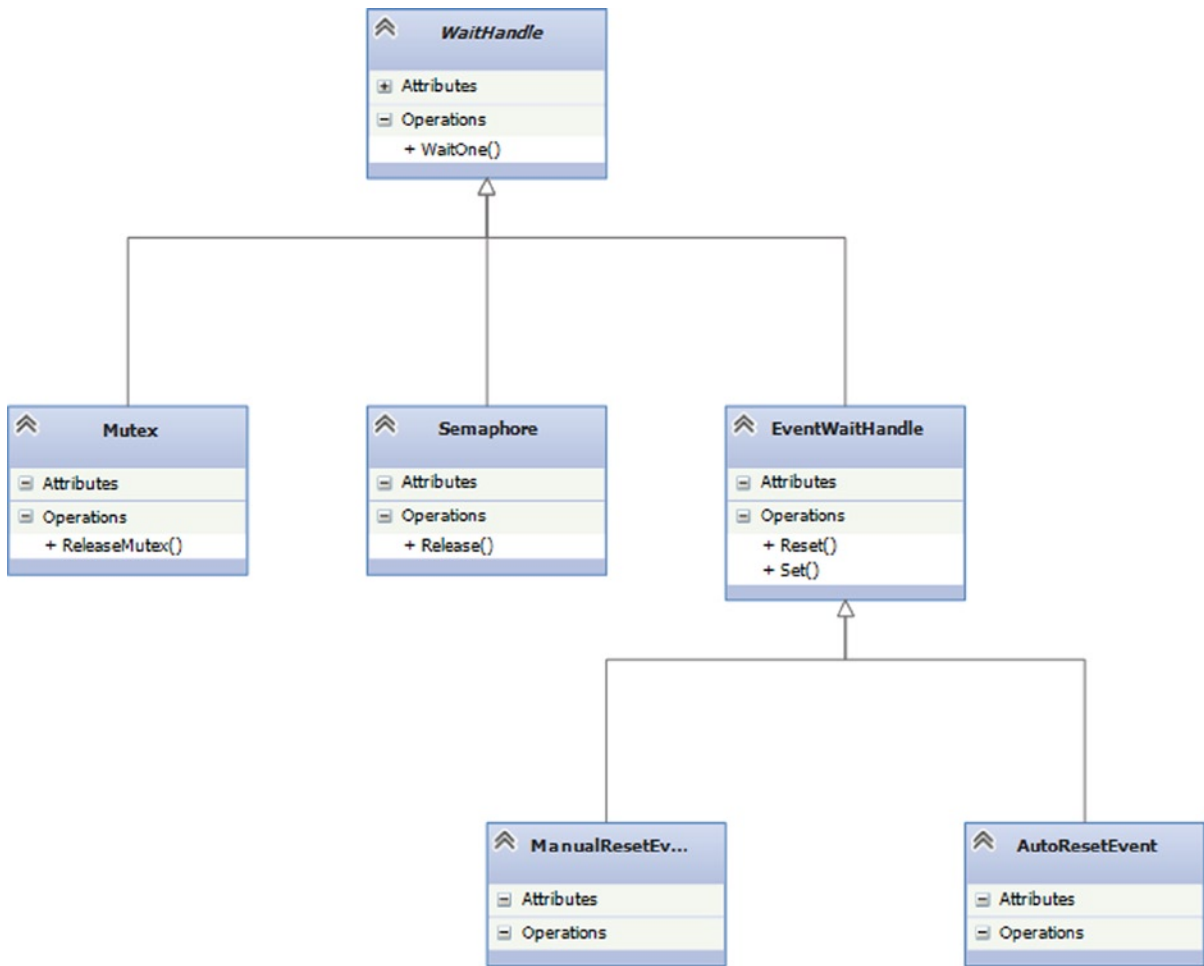 WaitHandle
Attributes
Operations
+ WaitOne()
Mutex
Attributes
Operations
+ ReleaseMutex()
Semaphore
Attributes
Operations
+ Release()
EventWaitHandle
Attributes
Operations
+ Reset()
+ Set()
ManualResetEv...
Attributes
Operations
AutoResetEvent
Attributes
Operations